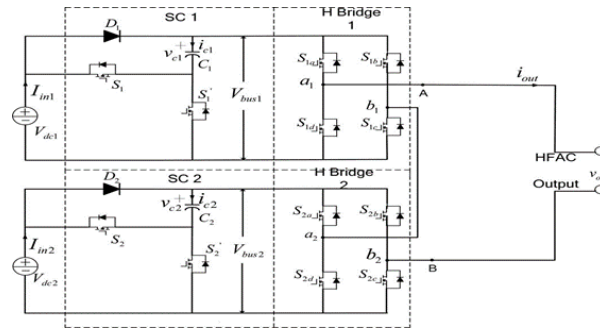 SC 1
H Bridge
1
D1
vc1 + ic1
C1
S1
S1'
Iin1
Vdc1
Vbus1
S1a
S1b
a1
b1
S1d
S1c
A
iout
HFAC
Output
vo
SC 2
H Bridge
2
D2
vc2 + ic2
C2
S2
S2'
Iin2
Vdc2
Vbus2
S2a
S2b
a2
b2
S2d
S2c
B